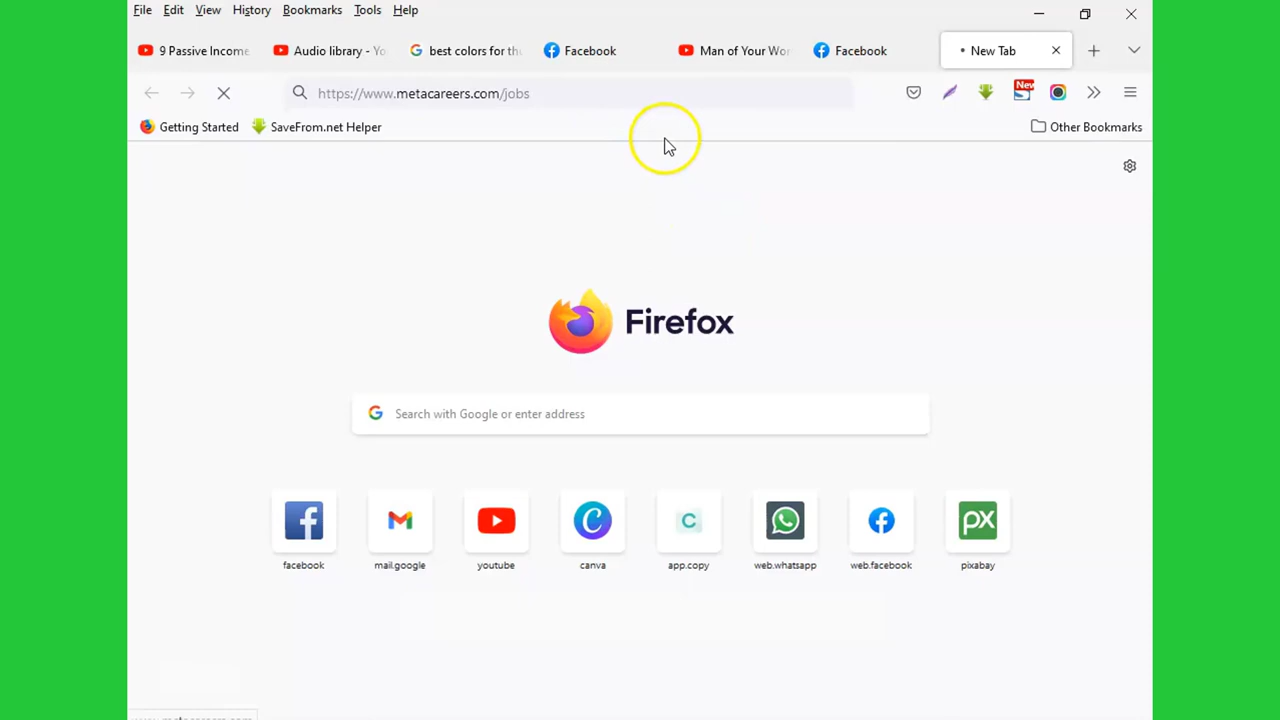 File Edit View History Bookmarks Tools Help
9 Passive Income Audio library - Yo best colors for th Facebook Man of Your Wor Facebook New Tab
https://www.metacareers.com/jobs New
Getting Started SaveFrom.net Helper Other Bookmarks
Firefox
Search with Google or enter address
facebook mail.google youtube canva app.copy web.whatsapp web.facebook pixabay